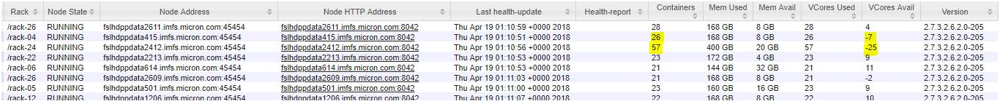 Rack Node State Node Address Node HTTP Address Last health-update Health-report Containers Mem Used Mem Avail VCores Used VCores Avail Version
/rack-26 RUNNING fslhdppdata2611.imfs.micron.com:45454 fslhdppdata2611.imfs.micron.com:8042 Thu Apr 19 01:10:59 +0000 2018 28 168 GB 8 GB 28 4 2.7.3.2.6.2.0-205
/rack-04 RUNNING fslhdppdata415.imfs.micron.com:45454 fslhdppdata415.imfs.micron.com:8042 Thu Apr 19 01:10:51 +0000 2018 26 168 GB 8 GB 26 -7 2.7.3.2.6.2.0-205
/rack-24 RUNNING fslhdppdata2412.imfs.micron.com:45454 fslhdppdata2412.imfs.micron.com:8042 Thu Apr 19 01:10:56 +0000 2018 57 400 GB 20 GB 57 -25 2.7.3.2.6.2.0-205
/rack-22 RUNNING fslhdppdata2213.imfs.micron.com:45454 fslhdppdata2213.imfs.micron.com:8042 Thu Apr 19 01:10:53 +0000 2018 23 172 GB 4 GB 23 9 2.7.3.2.6.2.0-205
/rack-06 RUNNING fslhdppdata614.imfs.micron.com:45454 fslhdppdata614.imfs.micron.com:8042 Thu Apr 19 01:10:53 +0000 2018 21 144 GB 32 GB 21 11 2.7.3.2.6.2.0-205
/rack-26 RUNNING fslhdppdata2609.imfs.micron.com:45454 fslhdppdata2609.imfs.micron.com:8042 Thu Apr 19 01:11:03 +0000 2018 21 168 GB 8 GB 21 -2 2.7.3.2.6.2.0-205
/rack-05 RUNNING fslhdppdata501.imfs.micron.com:45454 fslhdppdata501.imfs.micron.com:8042 Thu Apr 19 01:11:00 +0000 2018 23 160 GB 16 GB 23 9 2.7.3.2.6.2.0-205
/rack-12 RUNNING fslhdppdata1206.imfs.micron.com:45454 fslhdppdata1206.imfs.micron.com:8042 Thu Apr 19 01:11:07 +0000 2018 22 168 GB 8 GB 22 10 2.7.3.2.6.2.0-205